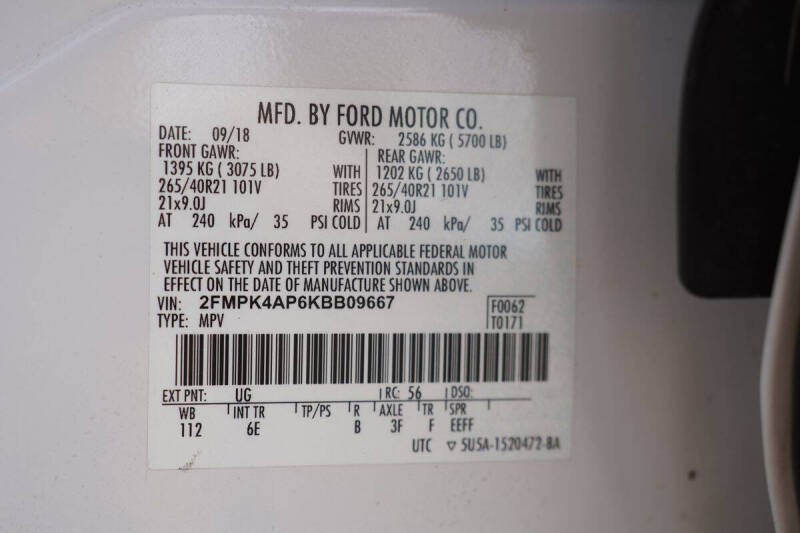 MFD. BY FORD MOTOR CO.
DATE: 09/18 GVWR: 2586 KG ( 5700 LB)
FRONT GAWR: REAR GAWR:
1395 KG ( 3075 LB) WITH 1202 KG ( 2650 LB) WITH
265/40R21 101V TIRES 265/40R21 101V TIRES
21x9.0J RIMS 21x9.0J RIMS
AT 240 kPa/ 35 PSI COLD AT 240 kPa/ 35 PSI COLD
THIS VEHICLE CONFORMS TO ALL APPLICABLE FEDERAL MOTOR
VEHICLE SAFETY AND THEFT PREVENTION STANDARDS IN
EFFECT ON THE DATE OF MANUFACTURE SHOWN ABOVE.
VIN: 2FMPK4AP6KBB09667 F0062
TYPE: MPV T0171
EXT PNT: UG RC: 56 DSO:
WB INT TR TP/PS R AXLE TR SPR
112 6E B 3F F EEFF
UTC ▽ 5U5A-1520472-BA